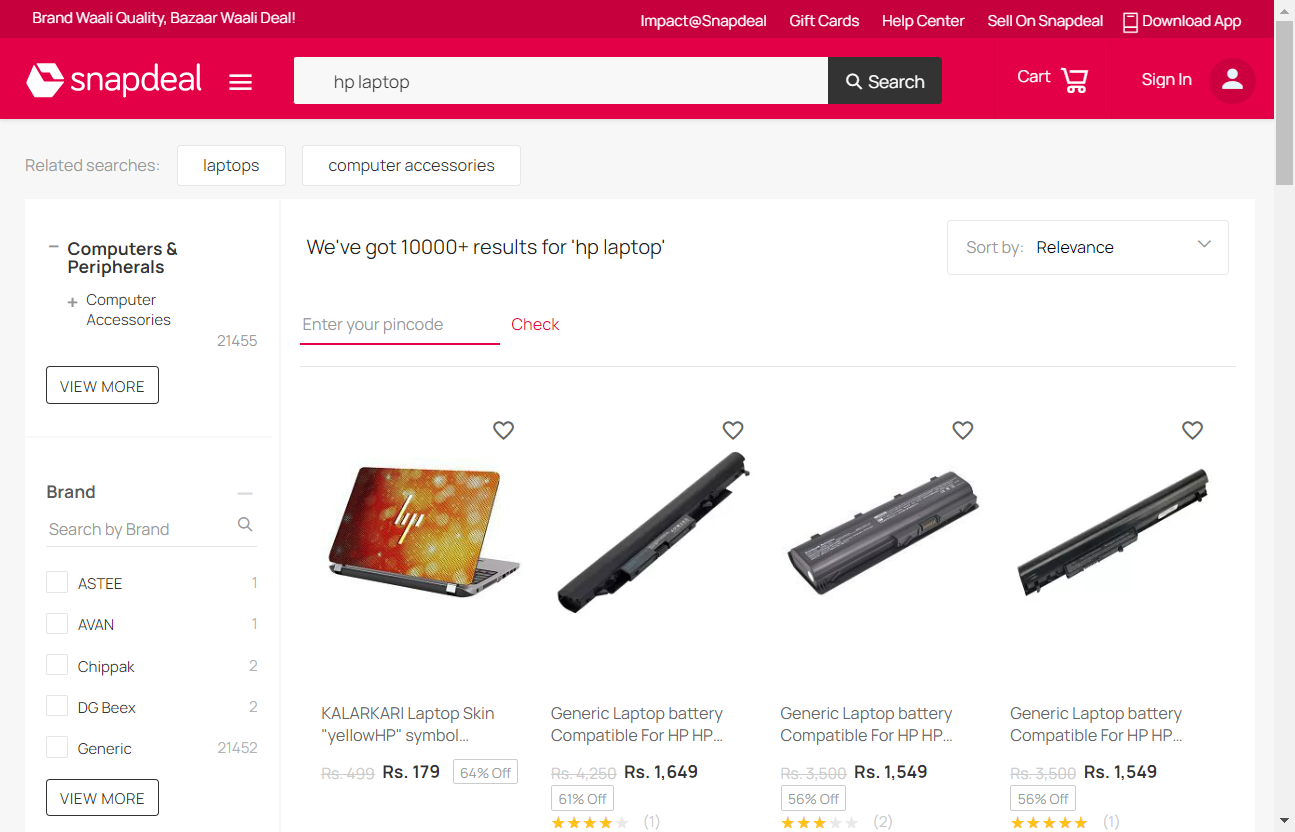 Brand Waali Quality, Bazaar Waali Deal!
Impact@Snapdeal Gift Cards Help Center Sell On Snapdeal Download App
snapdeal
hp laptop
Search
Cart
Sign In
Related searches: laptops computer accessories
Computers &
Peripherals
Computer
Accessories
21455
VIEW MORE
Brand
Search by Brand
ASTEE 1
AVAN 1
Chippak 2
DG Beex 2
Generic 21452
VIEW MORE
We've got 10000+ results for 'hp laptop'
Sort by: Relevance
Enter your pincode Check
hp
KALARKARI Laptop Skin
"yellowHP" symbol...
Rs. 499 Rs. 179 64% Off
Generic Laptop battery
Compatible For HP HP...
Rs. 4,250 Rs. 1,649
61% Off
(1)
Generic Laptop battery
Compatible For HP HP...
Rs. 3,500 Rs. 1,549
56% Off
(2)
Generic Laptop battery
Compatible For HP HP...
Rs. 3,500 Rs. 1,549
56% Off
(1)